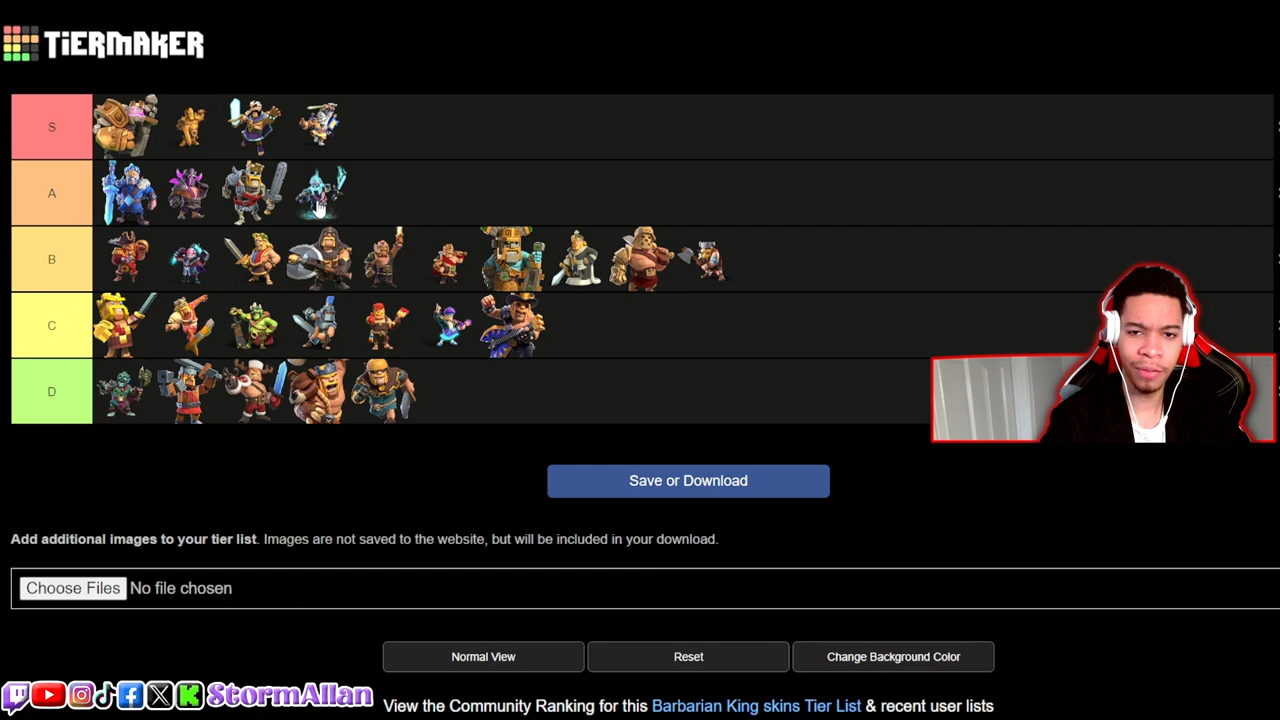 TiERMAKER
S
A
B
C
D
Save or Download
Add additional images to your tier list. Images are not saved to the website, but will be included in your download.
Choose Files No file chosen
Normal View Reset Change Background Color
StormAllan View the Community Ranking for this Barbarian King skins Tier List & recent user lists